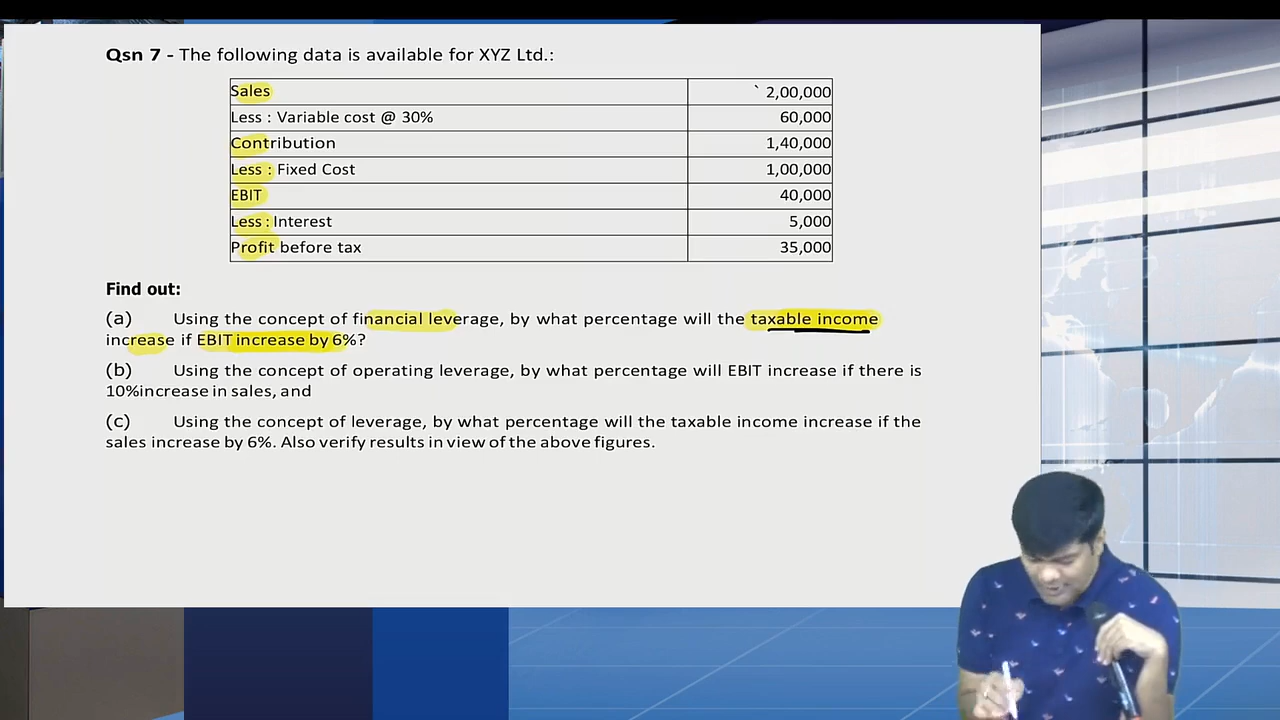 Qsn 7 - The following data is available for XYZ Ltd.:
Sales ` 2,00,000
Less : Variable cost @ 30% 60,000
Contribution 1,40,000
Less : Fixed Cost 1,00,000
EBIT 40,000
Less : Interest 5,000
Profit before tax 35,000
Find out:
(a) Using the concept of financial leverage, by what percentage will the taxable income
increase if EBIT increase by 6%?
(b) Using the concept of operating leverage, by what percentage will EBIT increase if there is
10%increase in sales, and
(c) Using the concept of leverage, by what percentage will the taxable income increase if the
sales increase by 6%. Also verify results in view of the above figures.